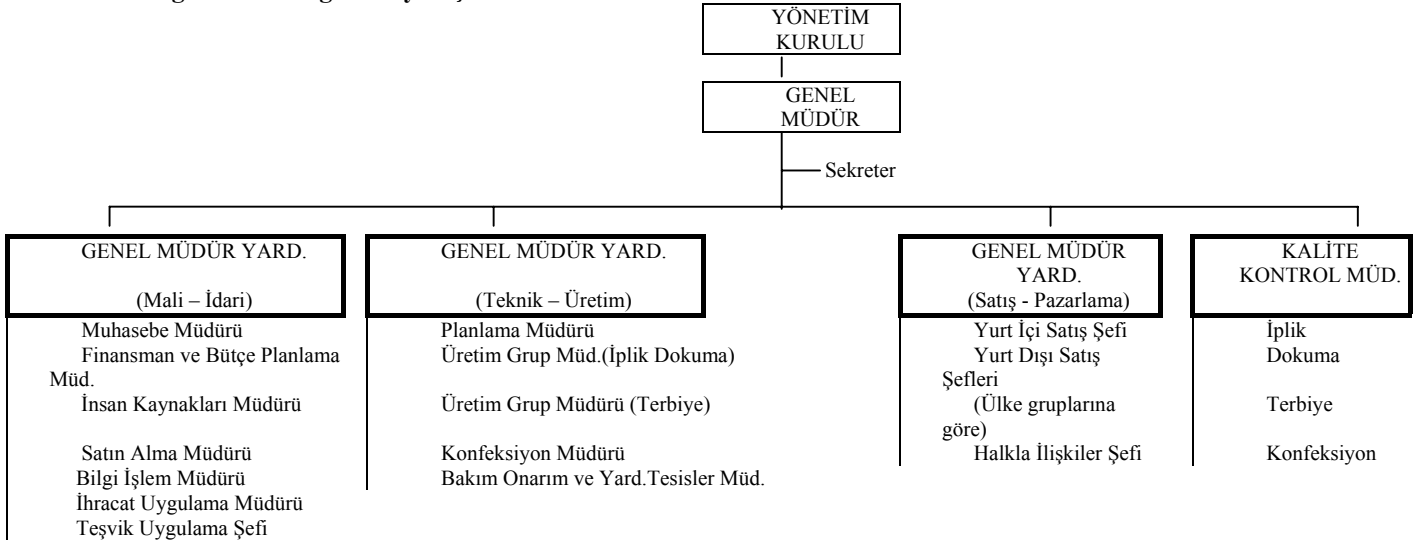 YÖNETİM
KURULU
GENEL
MÜDÜR
Sekreter
GENEL MÜDÜR YARD.
(Mali – İdari)
Muhasebe Müdürü
Finansman ve Bütçe Planlama
Müd.
İnsan Kaynakları Müdürü
Satın Alma Müdürü
Bilgi İşlem Müdürü
İhracat Uygulama Müdürü
Teşvik Uygulama Şefi
GENEL MÜDÜR YARD.
(Teknik – Üretim)
Planlama Müdürü
Üretim Grup Müd.(İplik Dokuma)
Üretim Grup Müdürü (Terbiye)
Konfeksiyon Müdürü
Bakım Onarım ve Yard.Tesisler Müd.
GENEL MÜDÜR
YARD.
(Satış - Pazarlama)
Yurt İçi Satış Şefi
Yurt Dışı Satış
Şefleri
(Ülke gruplarına
göre)
Halkla İlişkiler Şefi
KALİTE
KONTROL MÜD.
İplik
Dokuma
Terbiye
Konfeksiyon